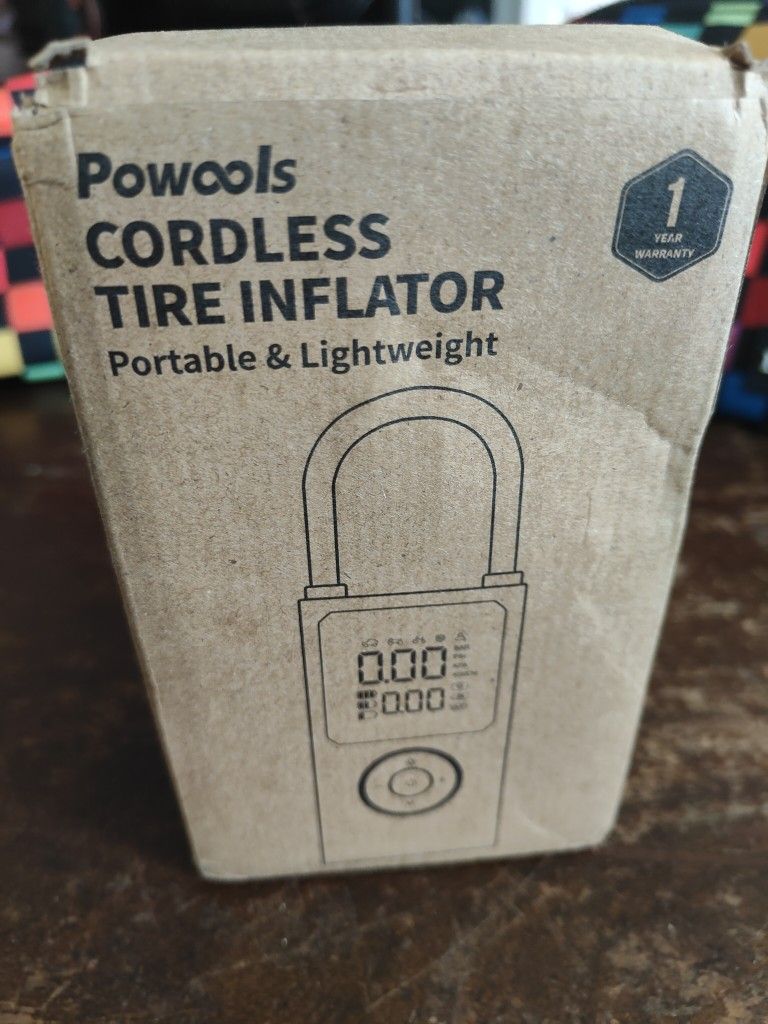 Powools
CORDLESS
TIRE INFLATOR
Portable & Lightweight
1
YEAR
WARRANTY
0.00
0.00